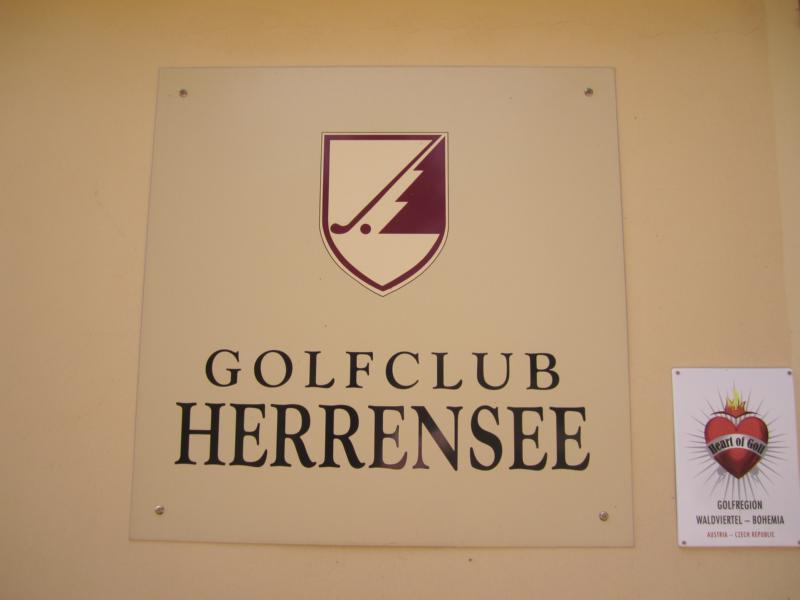 GOLFCLUB
HERRENSEE
Heart of Golf
GOLFREGION
WALDVIERTEL – BOHEMIA
AUSTRIA – CZECH REPUBLIC